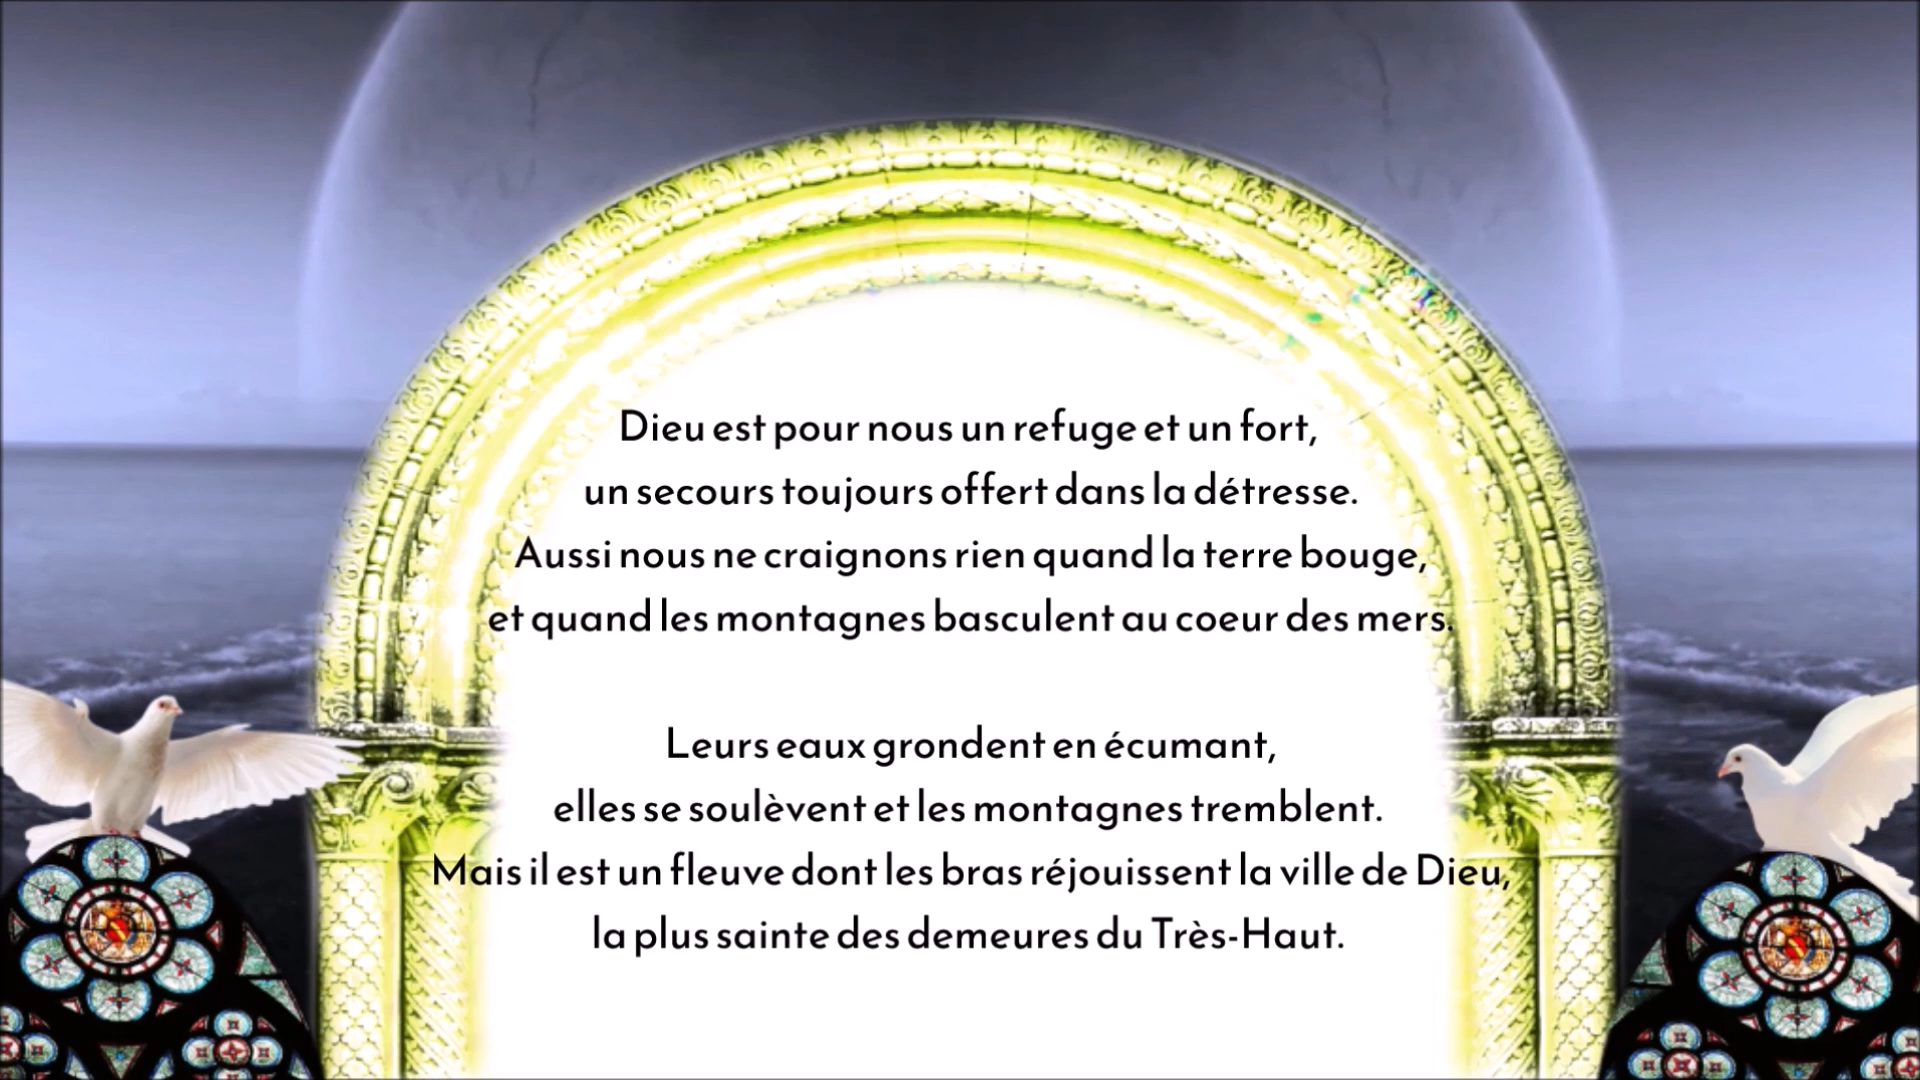 Dieu est pour nous un refuge et un fort,
un secours toujours offert dans la détresse.
Aussi nous ne craignons rien quand la terre bouge,
et quand les montagnes basculent au coeur des mers.
Leurs eaux grondent en écumant,
elles se soulèvent et les montagnes tremblent.
Mais il est un fleuve dont les bras réjouissent la ville de Dieu,
la plus sainte des demeures du Très-Haut.